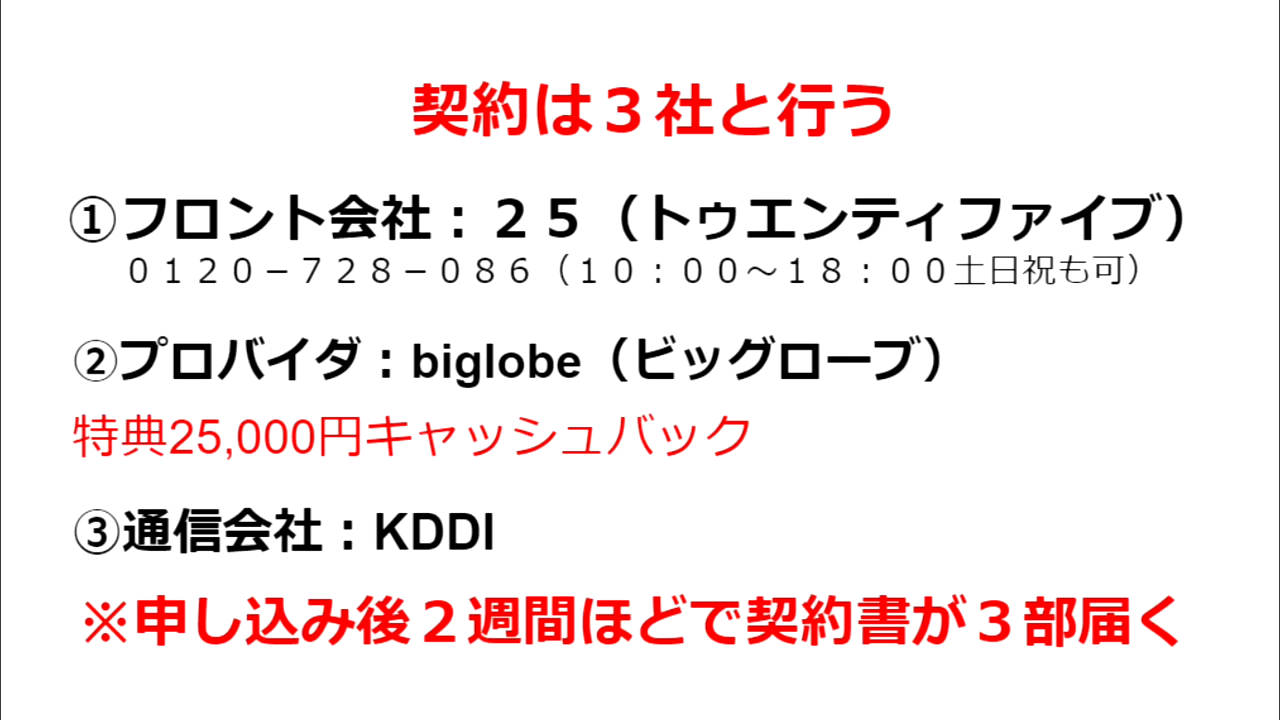 契約は３社と行う
①フロント会社：２５（トゥエンティファイブ）
０１２０－７２８－０８６（１０：００～１８：００土日祝も可）
②プロバイダ：biglobe（ビッグローブ）
特典25,000円キャッシュバック
③通信会社：KDDI
※申し込み後２週間ほどで契約書が３部届く